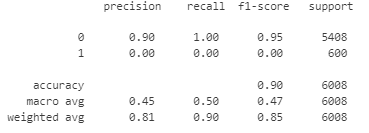 precision recall f1-score support
0 0.90 1.00 0.95 5408
1 0.00 0.00 0.00 600
accuracy 0.90 6008
macro avg 0.45 0.50 0.47 6008
weighted avg 0.81 0.90 0.85 6008